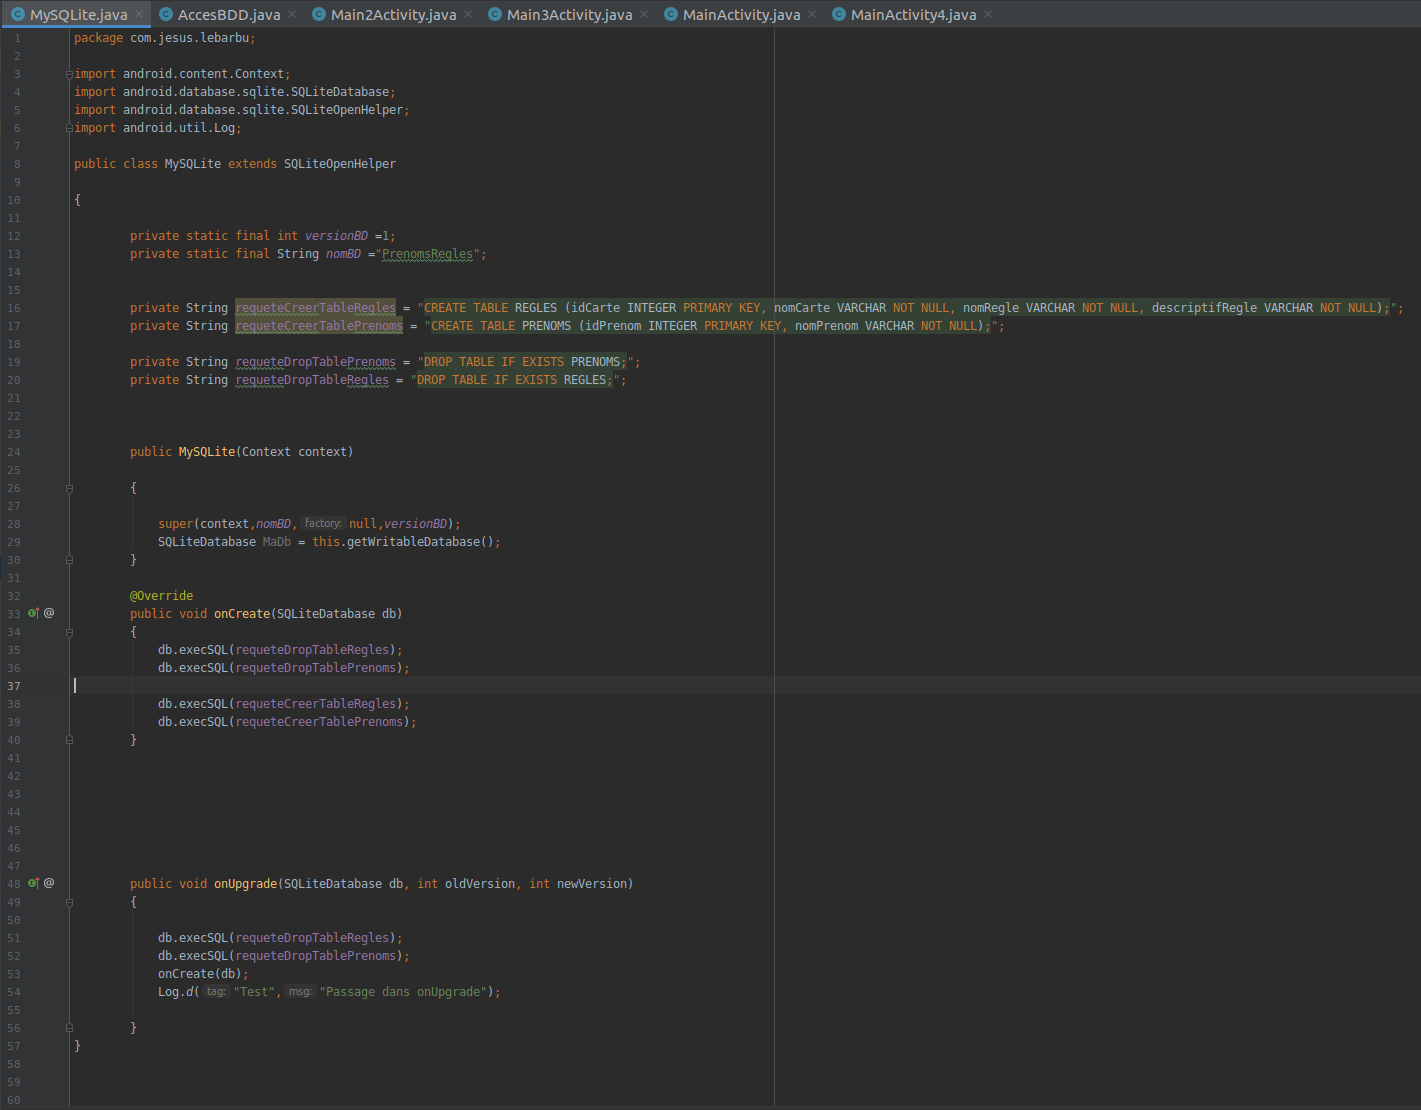 MySQLite.java AccesBDD.java Main2Activity.java Main3Activity.java MainActivity.java MainActivity4.java
1 package com.jesus.lebarbu;
2
3 import android.content.Context;
4 import android.database.sqlite.SQLiteDatabase;
5 import android.database.sqlite.SQLiteOpenHelper;
6 import android.util.Log;
7
8 public class MySQLite extends SQLiteOpenHelper
9
10 {
11
12 private static final int versionBD =1;
13 private static final String nomBD ="PrenomsRegles";
14
15
16 private String requeteCreerTableRegles = "CREATE TABLE REGLES (idCarte INTEGER PRIMARY KEY, nomCarte VARCHAR NOT NULL, nomRegle VARCHAR NOT NULL, descriptifRegle VARCHAR NOT NULL);";
17 private String requeteCreerTablePrenoms = "CREATE TABLE PRENOMS (idPrenom INTEGER PRIMARY KEY, nomPrenom VARCHAR NOT NULL);";
18
19 private String requeteDropTablePrenoms = "DROP TABLE IF EXISTS PRENOMS;";
20 private String requeteDropTableRegles = "DROP TABLE IF EXISTS REGLES;";
21
22
23
24 public MySQLite(Context context)
25
26 {
27
28 super(context,nomBD, factory: null,versionBD);
29 SQLiteDatabase MaDb = this.getWritableDatabase();
30 }
31
32 @Override
33 public void onCreate(SQLiteDatabase db)
34 {
35 db.execSQL(requeteDropTableRegles);
36 db.execSQL(requeteDropTablePrenoms);
37
38 db.execSQL(requeteCreerTableRegles);
39 db.execSQL(requeteCreerTablePrenoms);
40 }
41
42
43
44
45
46
47
48 public void onUpgrade(SQLiteDatabase db, int oldVersion, int newVersion)
49 {
50
51 db.execSQL(requeteDropTableRegles);
52 db.execSQL(requeteDropTablePrenoms);
53 onCreate(db);
54 Log.d( tag: "Test", msg: "Passage dans onUpgrade");
55
56 }
57 }
58
59
60